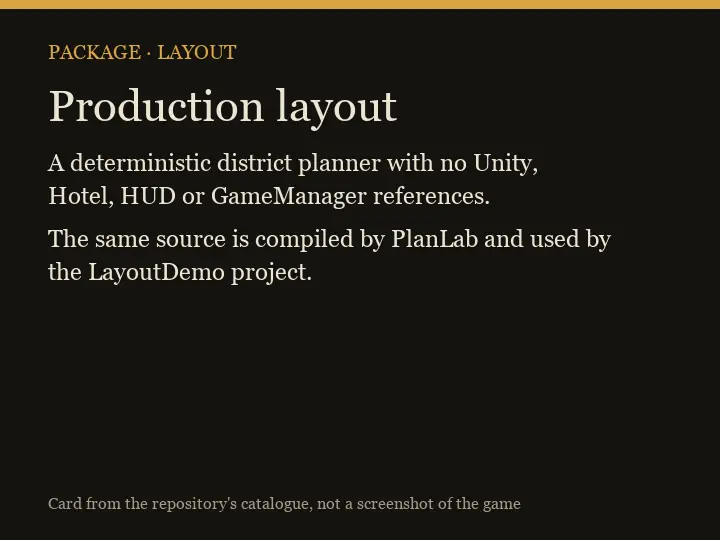 PACKAGE · LAYOUT
Production layout
A deterministic district planner with no Unity,
Hotel, HUD or GameManager references.
The same source is compiled by PlanLab and used by
the LayoutDemo project.
Card from the repository's catalogue, not a screenshot of the game